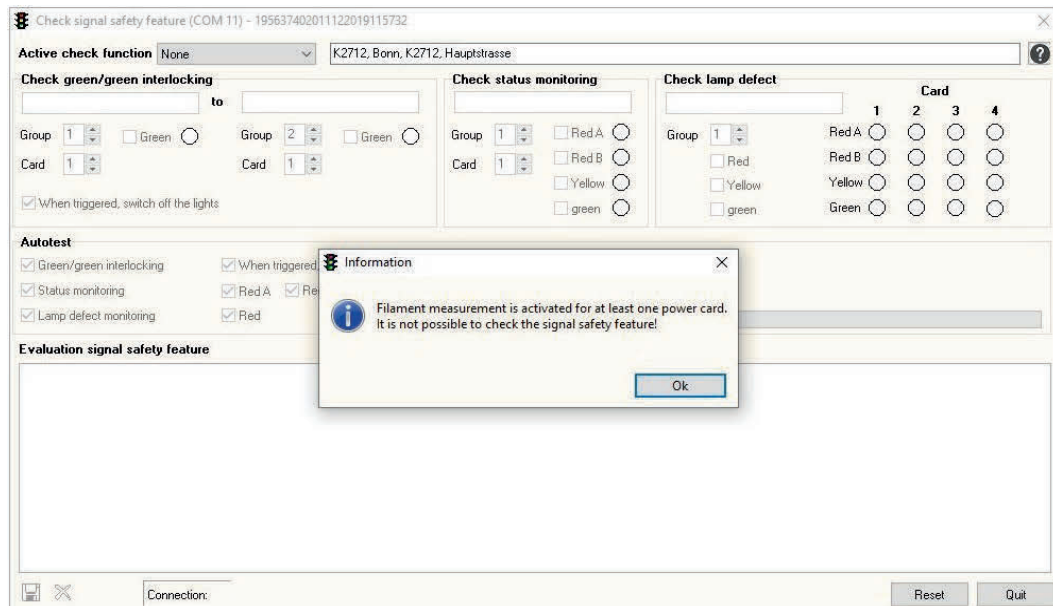 Check signal safety feature (COM 11) - 195637402011122019115732
Active check function None K2712, Bonn, K2712, Hauptstrasse ?
Check green/green interlocking
to
Group 1 Green Group 2 Green
Card 1 Card 1
When triggered, switch off the lights
Check status monitoring
Group 1 Red A
Card 1 Red B
Yellow
green
Check lamp defect
Card
1 2 3 4
Group 1 Red A
Red Red B
Yellow Yellow
green Green
Autotest
Green/green interlocking When triggered,
Status monitoring Red A Re
Lamp defect monitoring Red
Information
Filament measurement is activated for at least one power card.
It is not possible to check the signal safety feature!
Ok
Evaluation signal safety feature
Connection:
Reset Quit